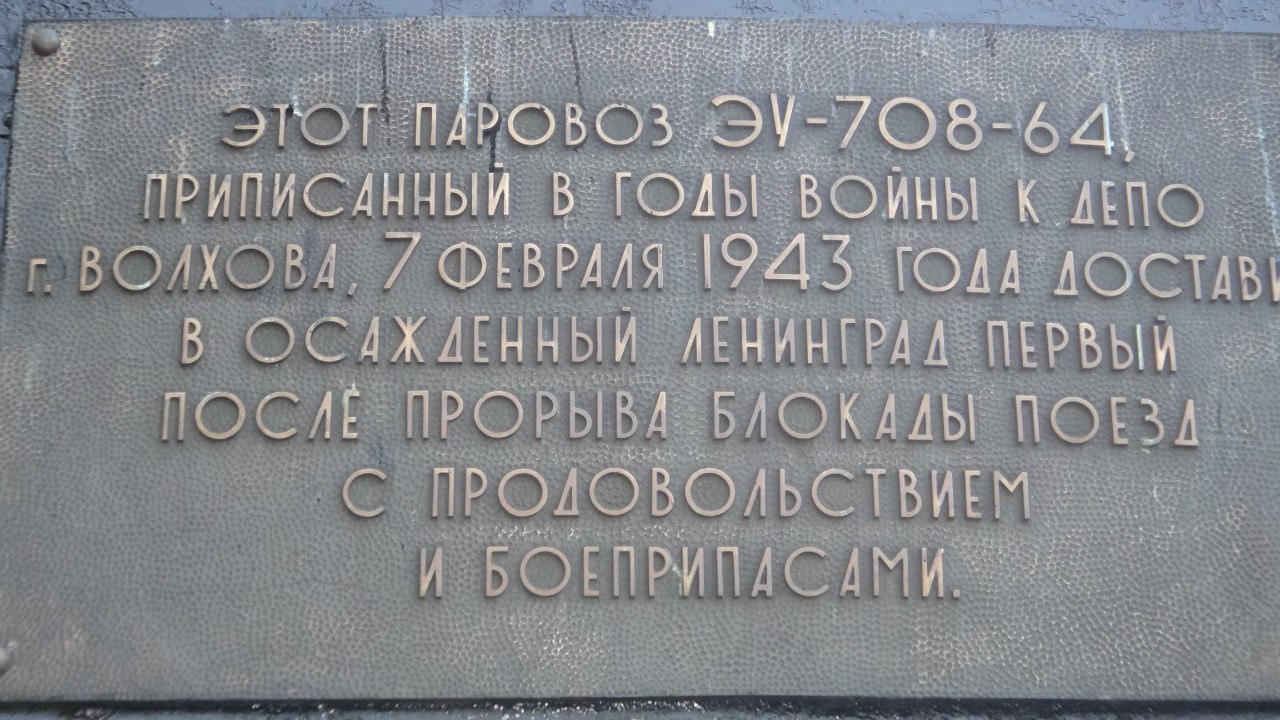 ЭТОТ ПАРОВОЗ ЭУ-708-64,
ПРИПИСАННЫЙ В ГОДЫ ВОЙНЫ К ДЕПО
г. ВОЛХОВА, 7 ФЕВРАЛЯ 1943 ГОДА ДОСТАВИ
В ОСАЖДЕННЫЙ ЛЕНИНГРАД ПЕРВЫЙ
ПОСЛЕ ПРОРЫВА БЛОКАДЫ ПОЕЗД
С ПРОДОВОЛЬСТВИЕМ
И БОЕПРИПАСАМИ.